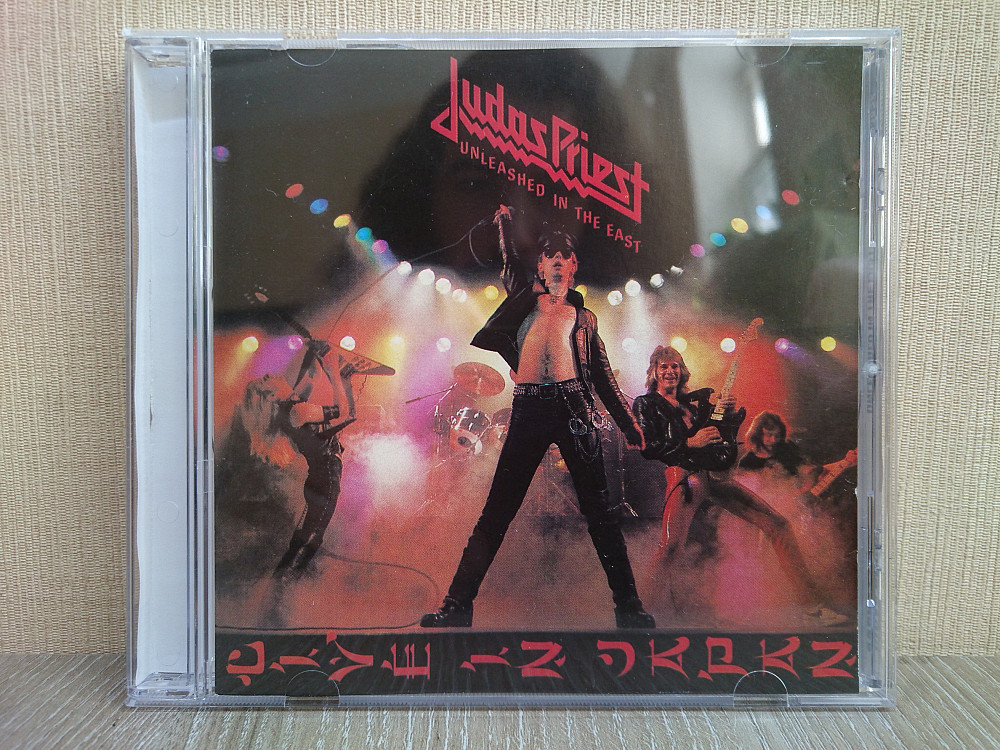 Judas Priest
UNLEASHED IN THE EAST
LIVE IN JAPAN